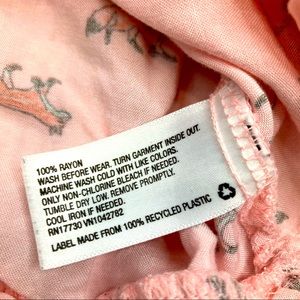 100% RAYON
WASH BEFORE WEAR. TURN GARMENT INSIDE OUT.
MACHINE WASH COLD WITH LIKE COLORS.
ONLY NON-CHLORINE BLEACH IF NEEDED.
TUMBLE DRY LOW. REMOVE PROMPTLY.
COOL IRON IF NEEDED.
RN17730 VN1042782
LABEL MADE FROM 100% RECYCLED PLASTIC